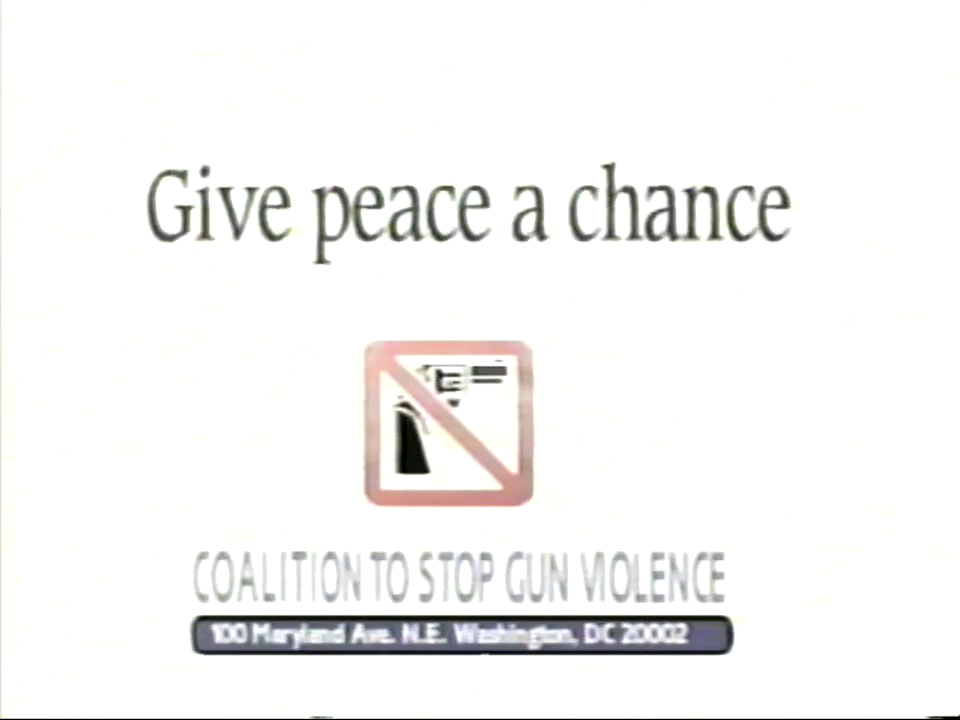 Give peace a chance
COALITION TO STOP GUN VIOLENCE
100 Maryland Ave. N.E. Washington, DC 20002